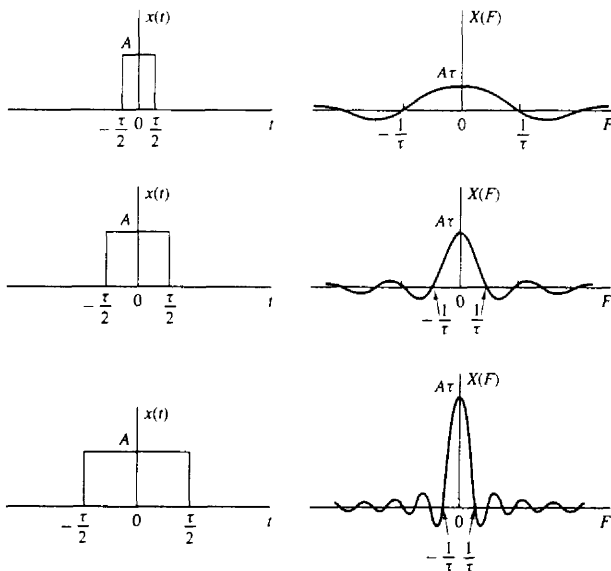 x(t)
A
-τ/2 0 τ/2 t
X(F)
Aτ
-1/τ 0 1/τ F
x(t)
A
-τ/2 0 τ/2 t
X(F)
Aτ
0 F
-1/τ 1/τ
x(t)
A
-τ/2 0 τ/2 t
X(F)
Aτ
0 F
-1/τ 1/τ